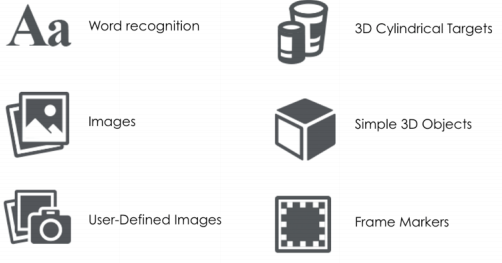 Aa
Word recognition
3D Cylindrical Targets
Images
Simple 3D Objects
User-Defined Images
Frame Markers